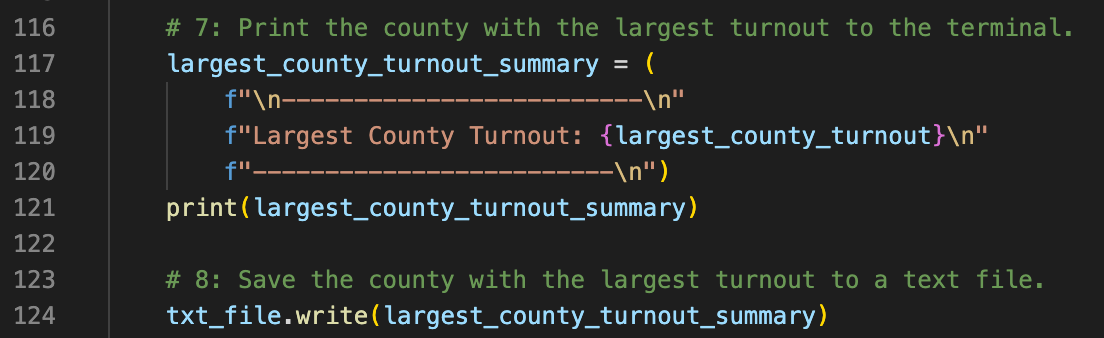 116 # 7: Print the county with the largest turnout to the terminal.
117 largest_county_turnout_summary = (
118 f"\n-------------------------\n"
119 f"Largest County Turnout: {largest_county_turnout}\n"
120 f"-------------------------\n")
121 print(largest_county_turnout_summary)
122
123 # 8: Save the county with the largest turnout to a text file.
124 txt_file.write(largest_county_turnout_summary)